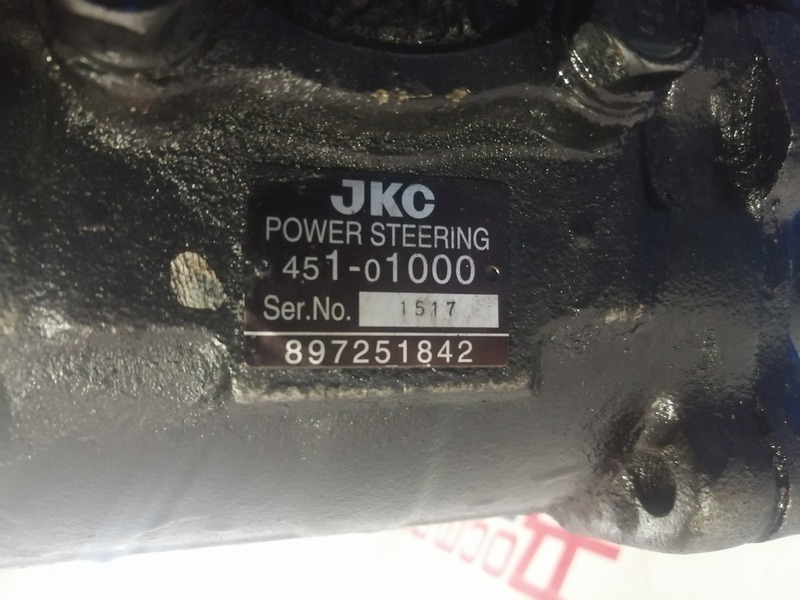 JKC
POWER STEERING
451-01000
Ser.No. 1517
897251842